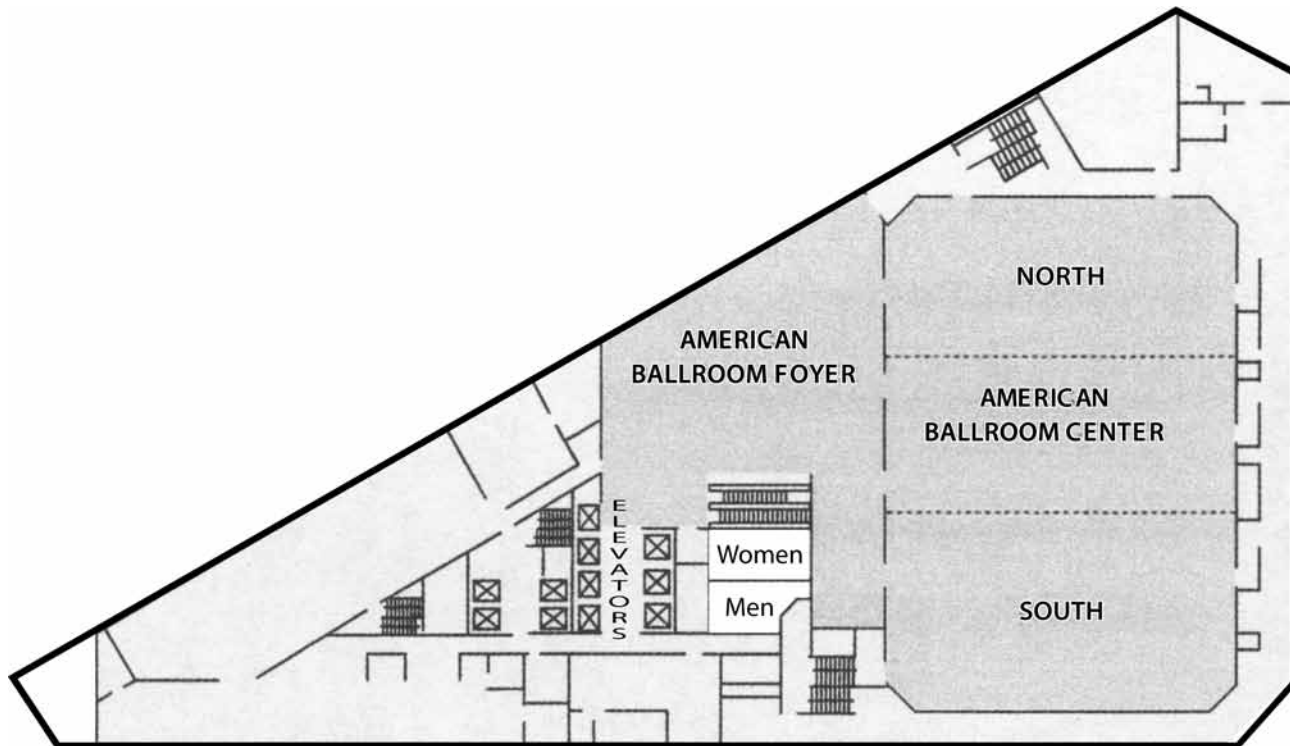 NORTH
AMERICAN
BALLROOM FOYER
AMERICAN
BALLROOM CENTER
ELEVATORS
Women
Men
SOUTH